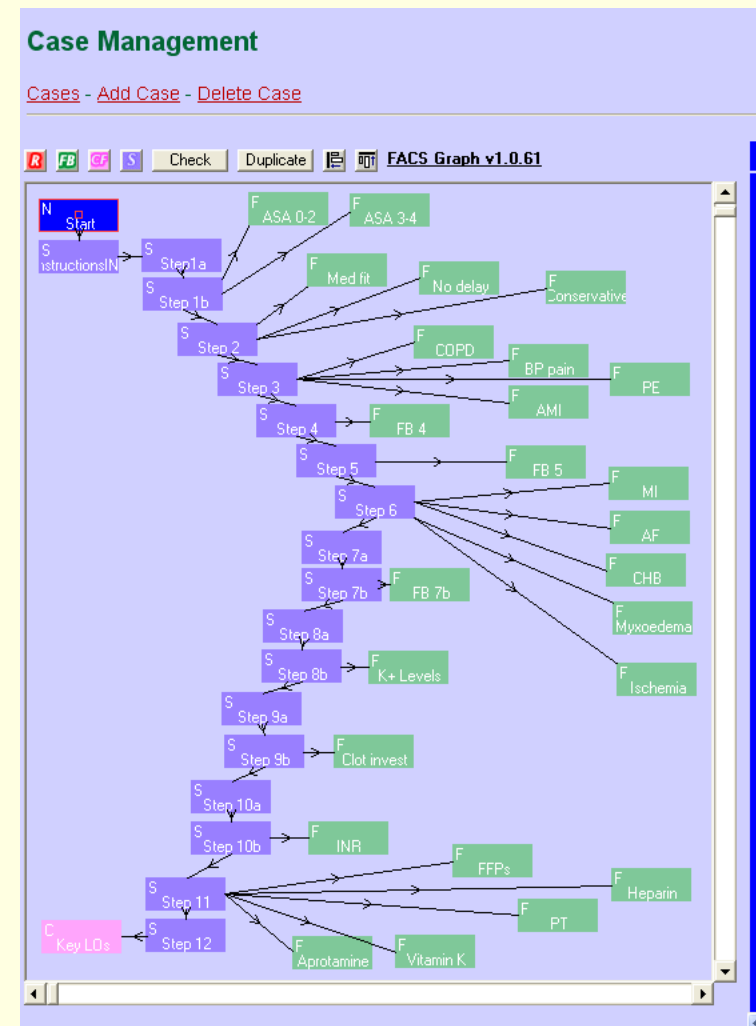 Case Management
Cases - Add Case - Delete Case
R FB CF S Check Duplicate FACS Graph v1.0.61
N
Start
F
ASA 0-2
F
ASA 3-4
S
nstructionsIN
S
Step1a
S
Step 1b
F
Med fit
F
No delay
F
Conservative
S
Step 2
F
COPD
F
BP pain
F
PE
S
Step 3
F
AMI
S
Step 4
F
FB 4
S
Step 5
F
FB 5
S
Step 6
F
MI
F
AF
S
Step 7a
F
CHB
S
Step 7b
F
FB 7b
F
Myxoedema
S
Step 8a
S
Step 8b
F
K+ Levels
F
Ischemia
S
Step 9a
S
Step 9b
F
Clot invest
S
Step 10a
S
Step 10b
F
INR
F
FFPs
F
Heparin
S
Step 11
F
PT
C
Key LOs
S
Step 12
F
Aprotamine
F
Vitamin K